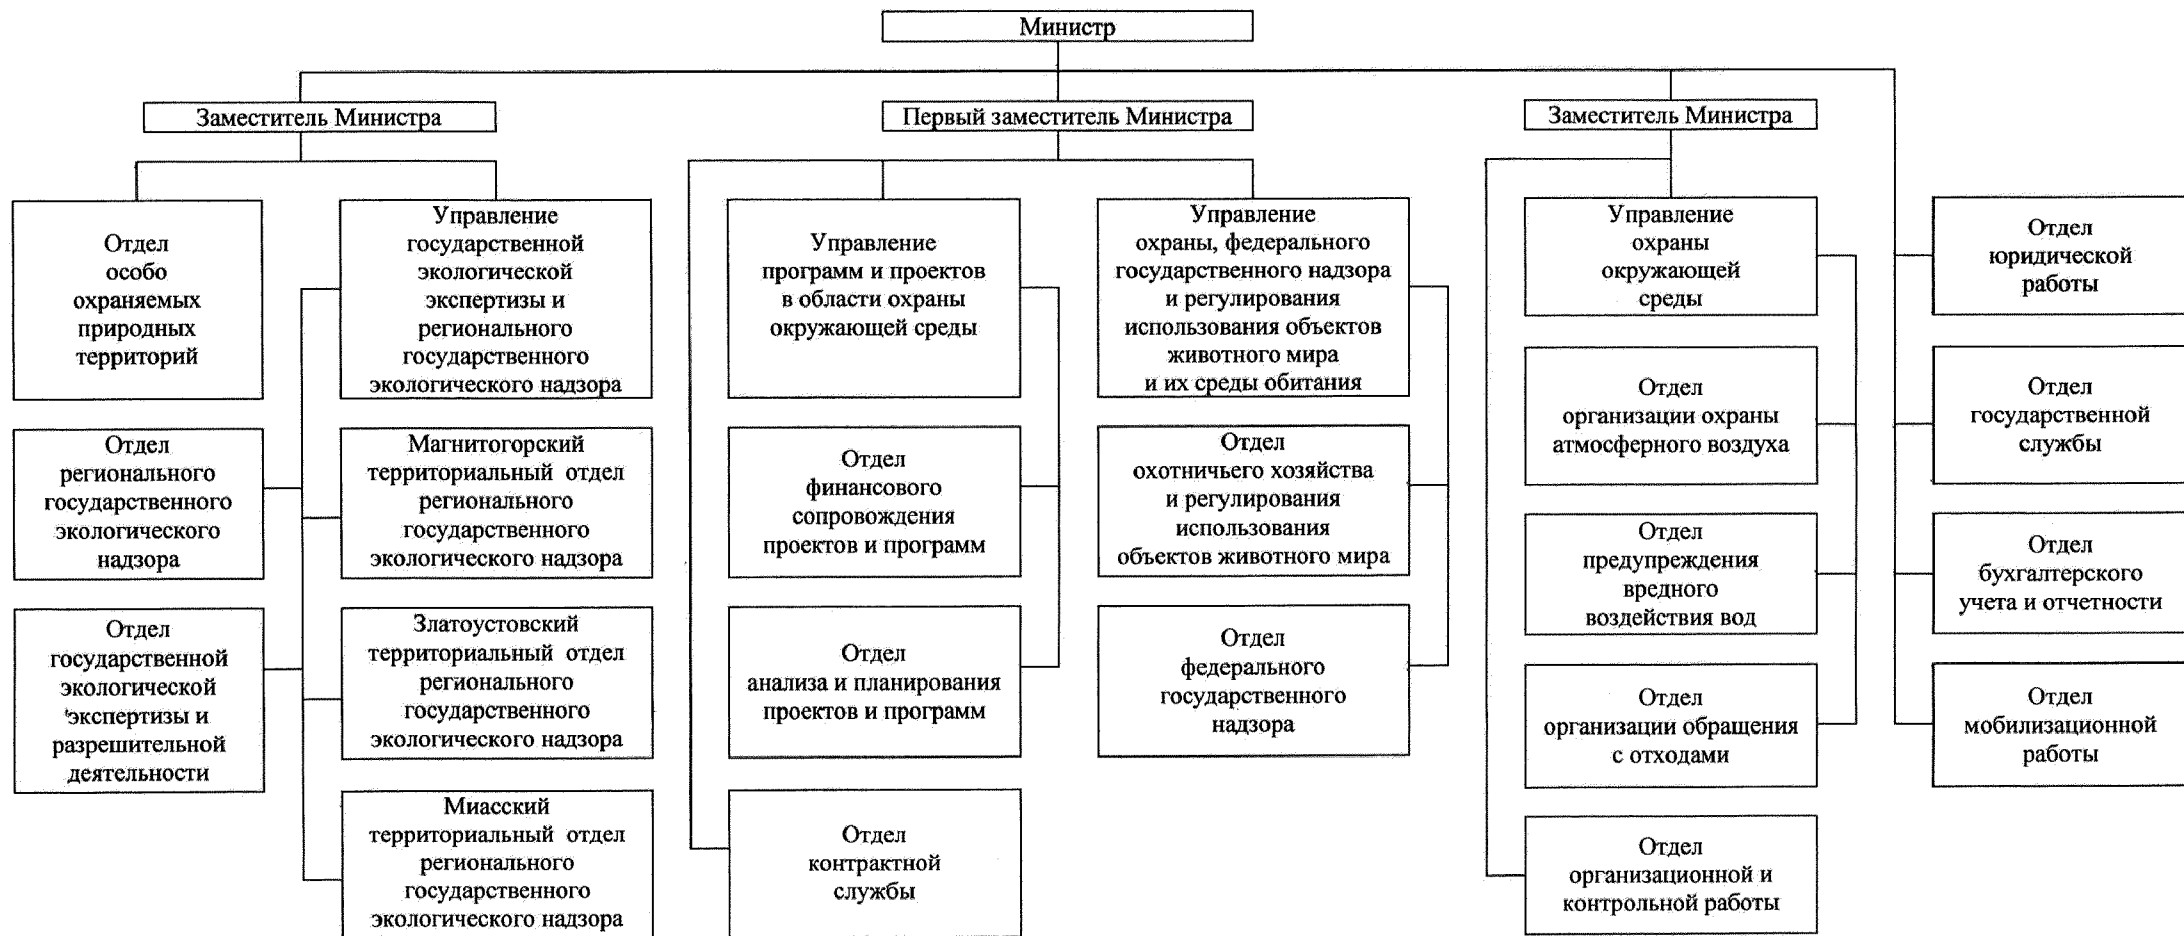 Министр
Заместитель Министра
Первый заместитель Министра
Заместитель Министра
Отдел
особо
охраняемых
природных
территорий
Управление
государственной
экологической
экспертизы и
регионального
государственного
экологического надзора
Управление
программ и проектов
в области охраны
окружающей среды
Управление
охраны, федерального
государственного надзора
и регулирования
использования объектов
животного мира
и их среды обитания
Управление
охраны
окружающей
среды
Отдел
юридической
работы
Отдел
регионального
государственного
экологического
надзора
Магнитогорский
территориальный отдел
регионального
государственного
экологического надзора
Отдел
финансового
сопровождения
проектов и программ
Отдел
охотничьего хозяйства
и регулирования
использования
объектов животного мира
Отдел
организации охраны
атмосферного воздуха
Отдел
государственной
службы
Отдел
предупреждения
вредного
воздействия вод
Отдел
бухгалтерского
учета и отчетности
Отдел
государственной
экологической
экспертизы и
разрешительной
деятельности
Златоустовский
территориальный отдел
регионального
государственного
экологического надзора
Отдел
анализа и планирования
проектов и программ
Отдел
федерального
государственного
надзора
Отдел
организации обращения
с отходами
Отдел
мобилизационной
работы
Миасский
территориальный отдел
регионального
государственного
экологического надзора
Отдел
контрактной
службы
Отдел
организационной и
контрольной работы